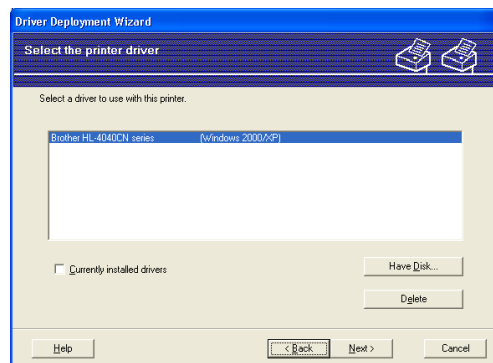 Driver Deployment Wizard
Select the printer driver
Select a driver to use with this printer.
Brother HL-4040CN series (Windows 2000/XP)
Currently installed drivers
Have Disk...
Delete
Help
< Back
Next >
Cancel